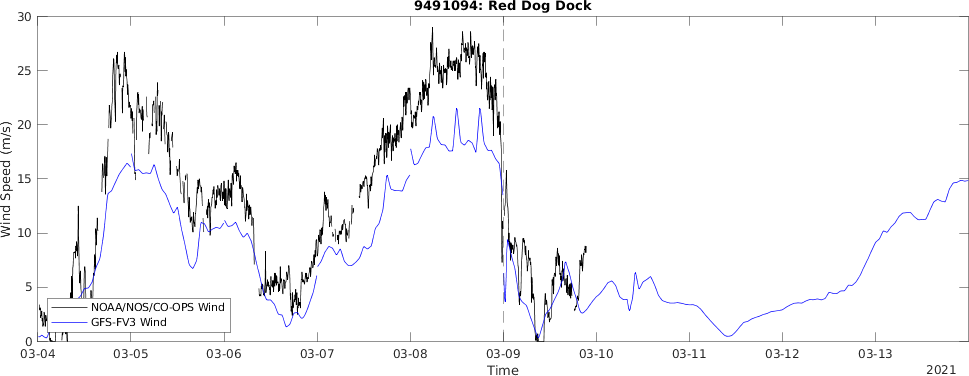 9491094: Red Dog Dock
30
25
20
15
10
5
0
Wind Speed (m/s)
NOAA/NOS/CO-OPS Wind
GFS-FV3 Wind
03-04 03-05 03-06 03-07 03-08 03-09 03-10 03-11 03-12 03-13
Time
2021